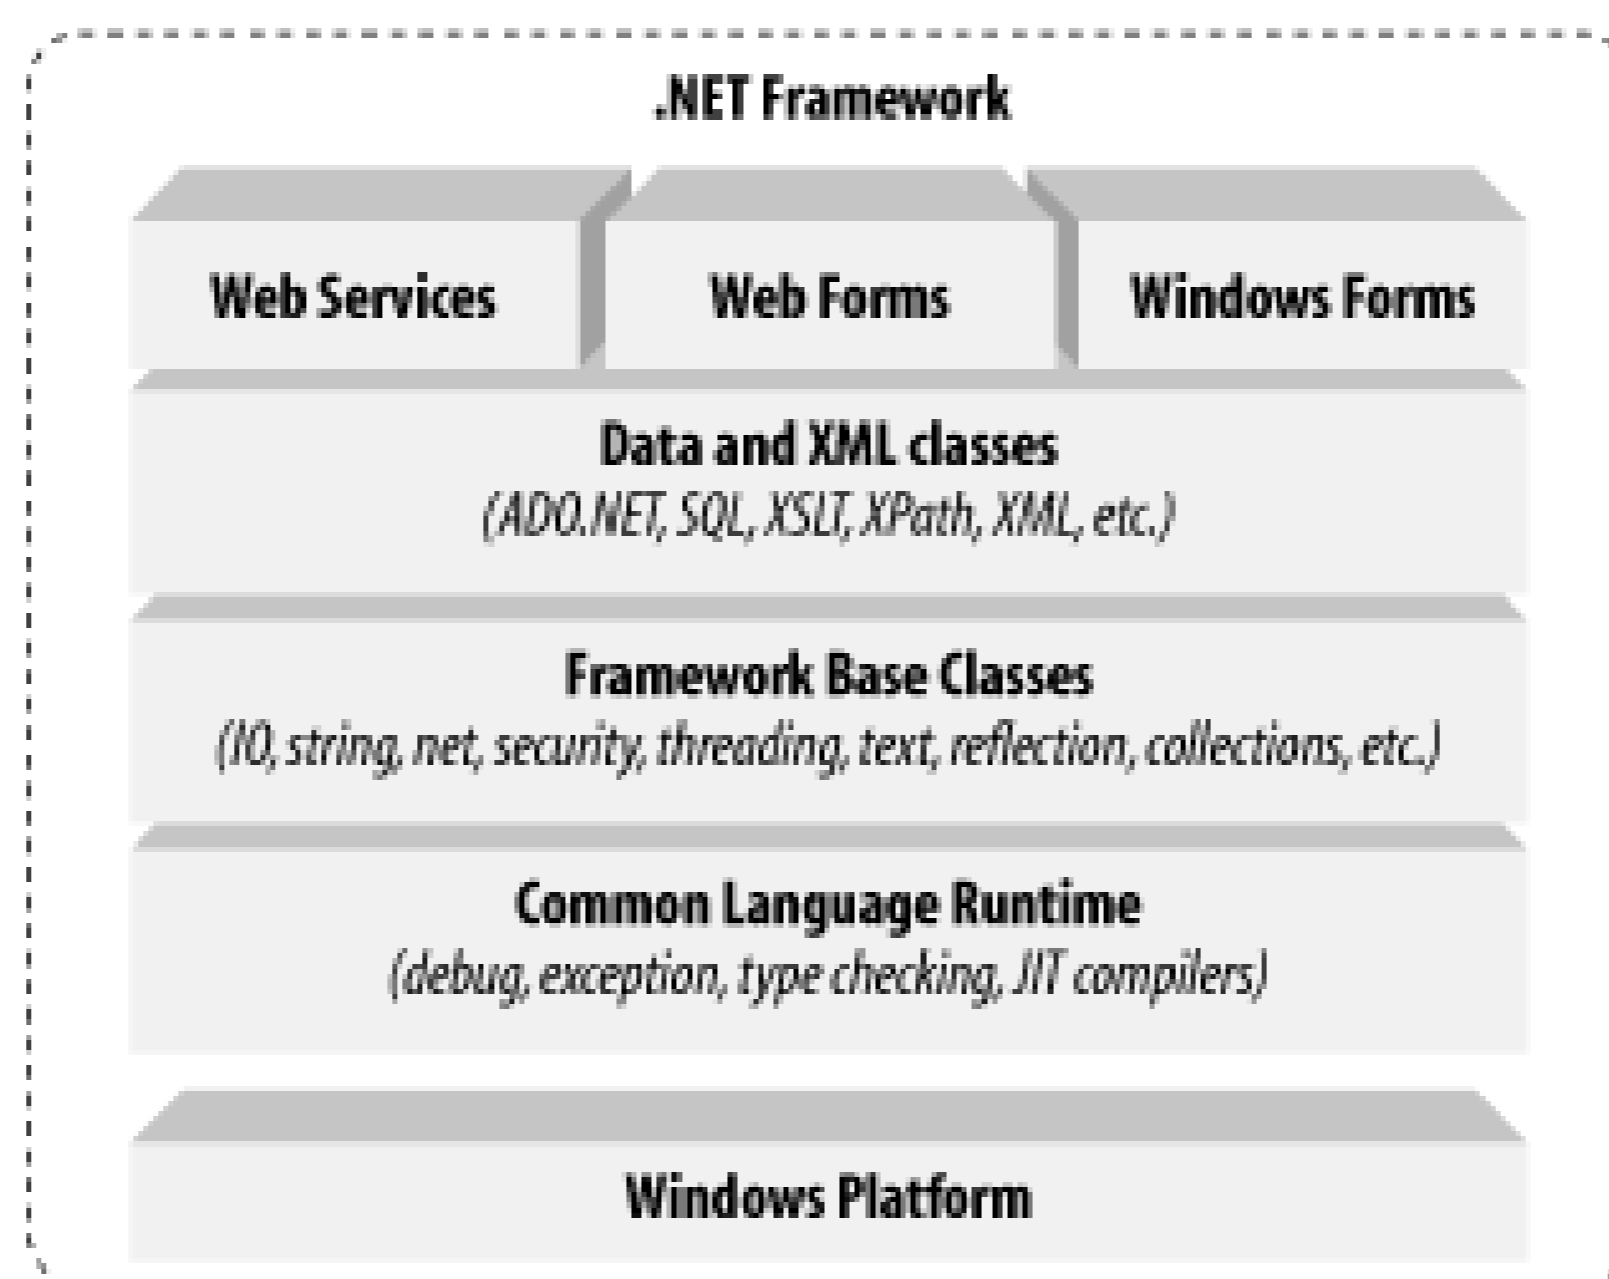 .NET Framework
Web Services
Web Forms
Windows Forms
Data and XML classes
(ADO.NET, SQL, XSLT, XPath, XML, etc.)
Framework Base Classes
(IO, string, net, security, threading, text, reflection, collections, etc.)
Common Language Runtime
(debug, exception, type checking, JIT compilers)
Windows Platform